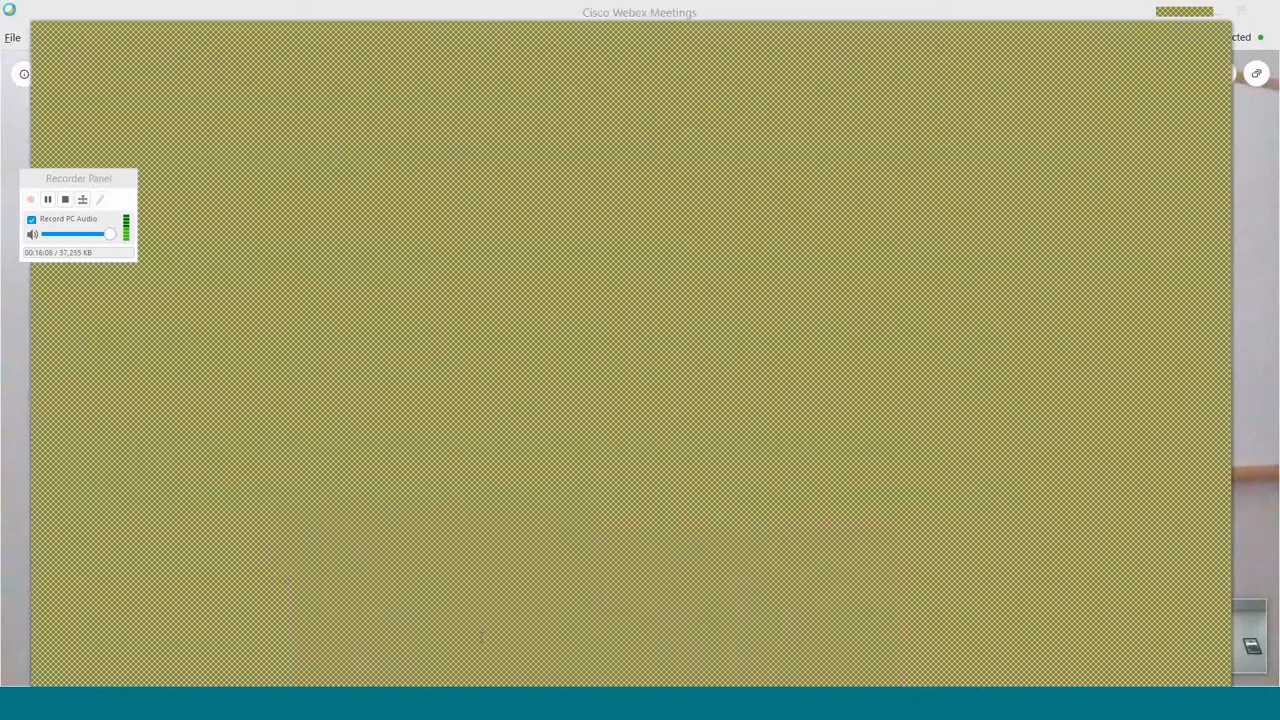 Cisco Webex Meetings
File
cted
Recorder Panel
Record PC Audio
00:16:06 / 37,255 KB